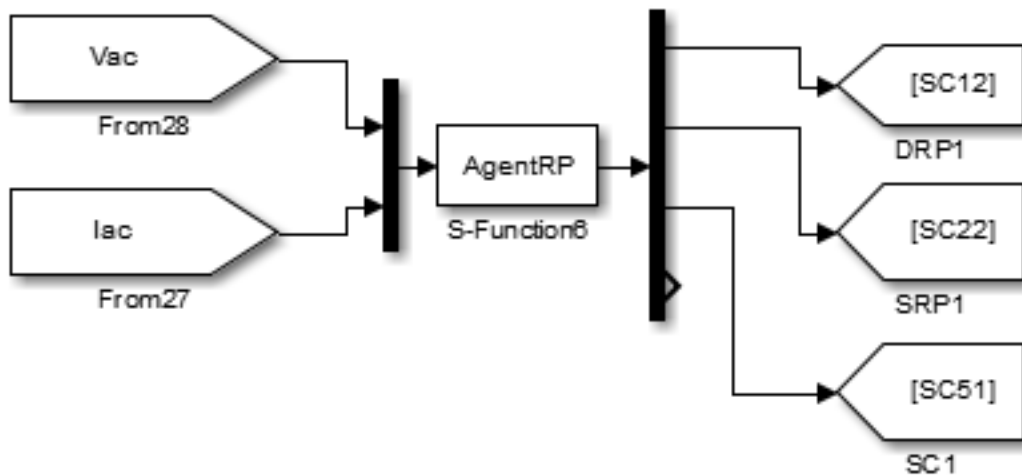 Vac
From28
Iac
From27
AgentRP
S-Function6
[SC12]
DRP1
[SC22]
SRP1
[SC51]
SC1